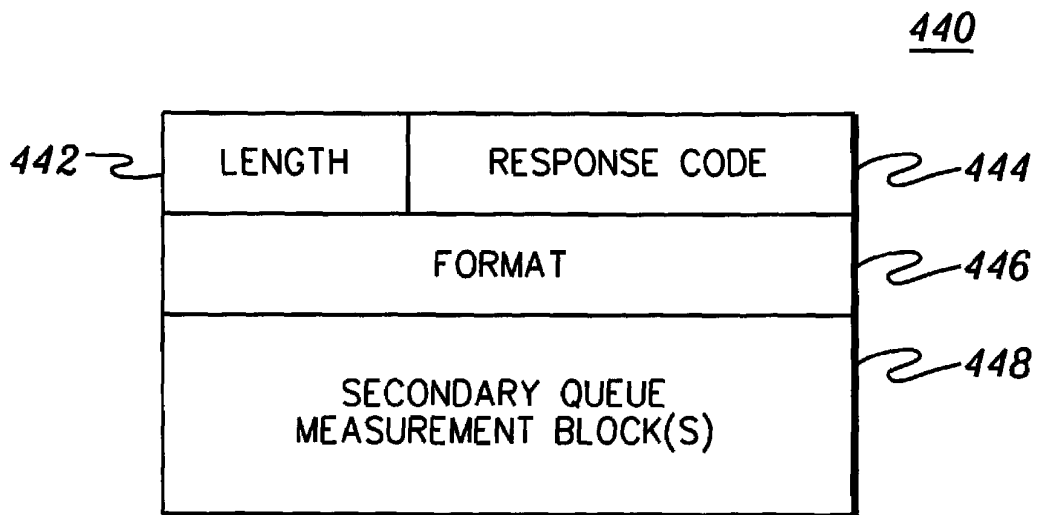 440
442 LENGTH RESPONSE CODE 444
FORMAT 446
448
SECONDARY QUEUE
MEASUREMENT BLOCK(S)